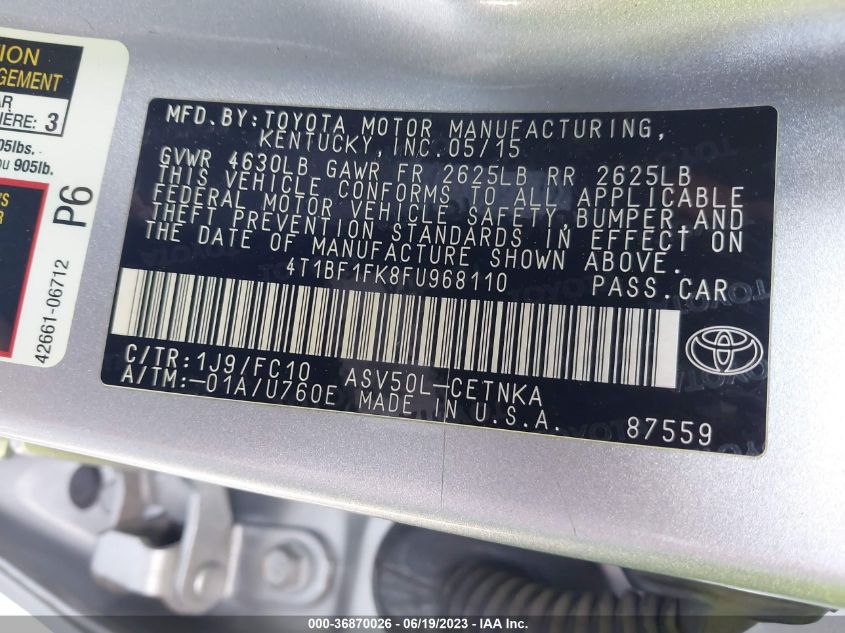 TION
GEMENT
AR
IÈRE: 3
05lbs.
ou 905lb.
'S
R
P6
42661-06712
MFD.BY:TOYOTA MOTOR MANUFACTURING,
KENTUCKY, INC.05/15
GVWR 4630LB GAWR FR 2625LB RR 2625LB
THIS VEHICLE CONFORMS TO ALL APPLICABLE
FEDERAL MOTOR VEHICLE SAFETY,BUMPER,AND
THEFT PREVENTION STANDARDS IN EFFECT ON
THE DATE OF MANUFACTURE SHOWN ABOVE.
4T1BF1FK8FU968110 PASS.CAR
C/TR:1J9/FC10 ASV50L-CETNKA
A/TM:-01A/U760E MADE IN U.S.A.
87559
000-36870026 - 06/19/2023 - IAA Inc.